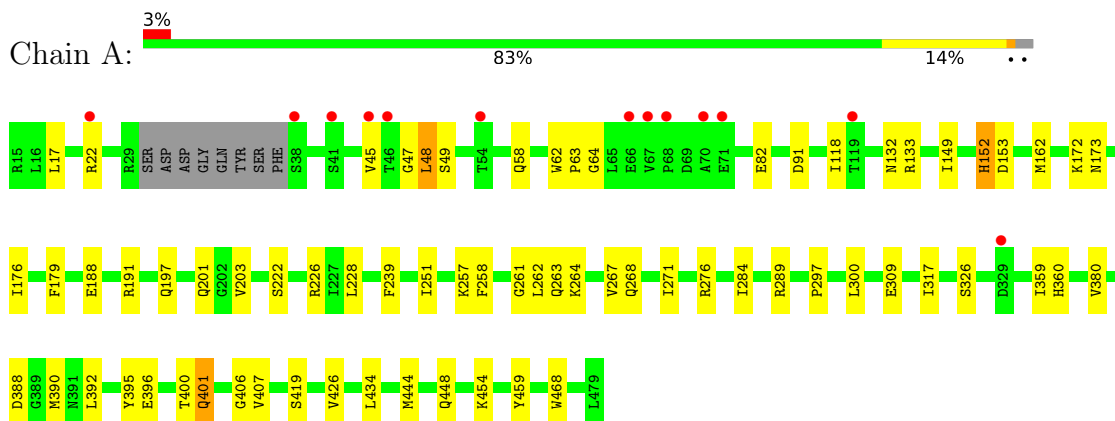 3%
Chain A:
83% 14% • •
R15 L16 L17 R22 R29 SER ASP ASP GLY GLN TYR SER PHE S38 S41 V45 T46 G47 L48 S49 T54 Q58 W62 P63 G64 L65 E66 V67 P68 D69 A70 E71 E82 D91 I118 T119 N132 R133 I149 H152 D153 M162 K172 N173
I176 F179 E188 R191 Q197 Q201 G202 V203 S222 R226 I227 L228 F239 I251 K257 F258 G261 L262 Q263 K264 V267 Q268 I271 R276 I284 R289 P297 L300 E309 I317 S326 D329 I359 H360 V380
D388 G389 M390 N391 L392 Y395 E396 T400 Q401 G406 V407 S419 V426 L434 M444 Q448 K454 Y459 W468 L479